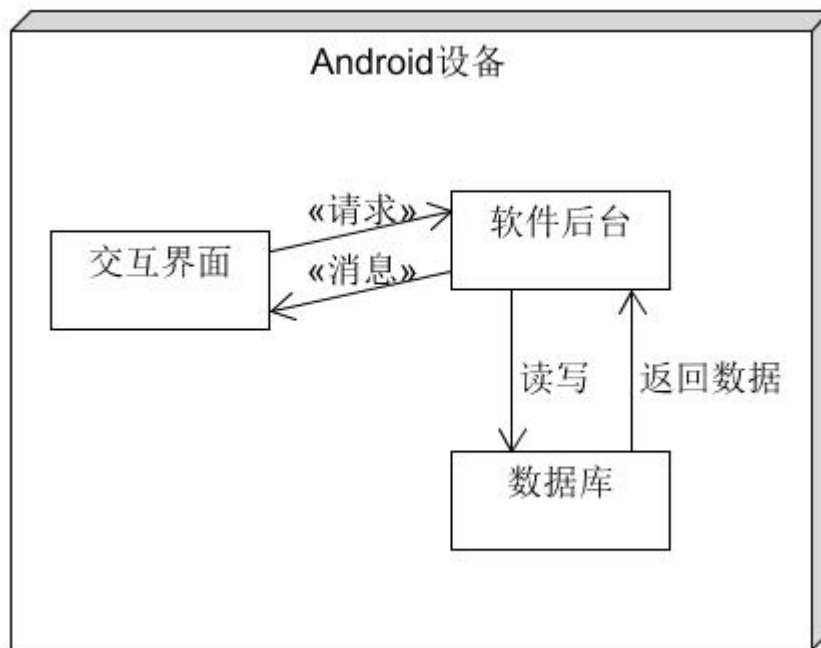 Android设备
«请求»
软件后台
交互界面
«消息»
读写
返回数据
数据库